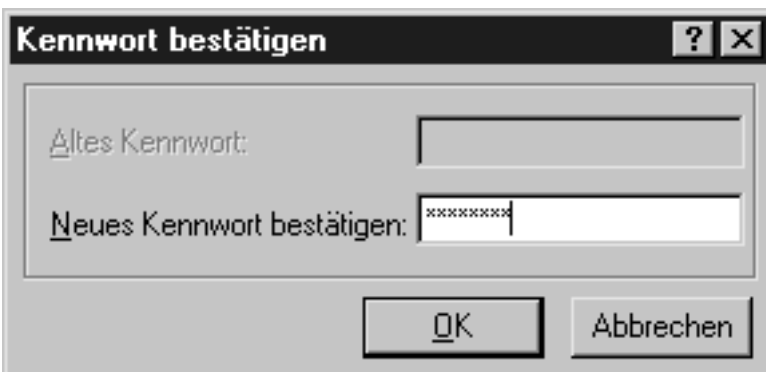 Kennwort bestätigen
Altes Kennwort:
Neues Kennwort bestätigen: ********
OK Abbrechen